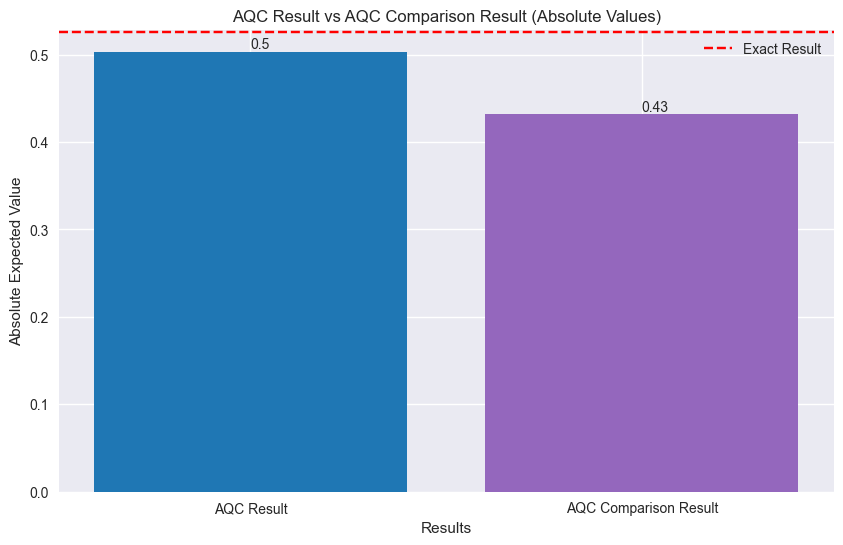 AQC Result vs AQC Comparison Result (Absolute Values)
Exact Result
0.5
0.43
Absolute Expected Value
0.5
0.4
0.3
0.2
0.1
0.0
AQC Result
AQC Comparison Result
Results